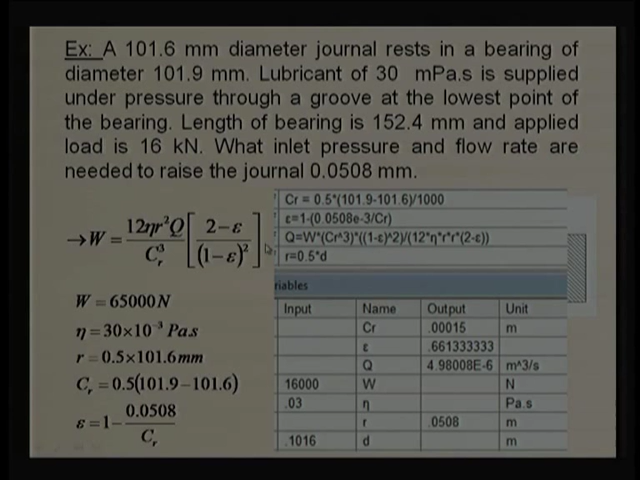 Ex: A 101.6 mm diameter journal rests in a bearing of
diameter 101.9 mm. Lubricant of 30 mPa.s is supplied
under pressure through a groove at the lowest point of
the bearing. Length of bearing is 152.4 mm and applied
load is 16 kN. What inlet pressure and flow rate are
needed to raise the journal 0.0508 mm.
→W = 12ηr²Q / C_r³ [ 2−ε / (1−ε)² ]
Cr = 0.5*(101.9-101.6)/1000
ε=1-(0.0508e-3/Cr)
Q=W*(Cr^3)*((1-ε)^2)/(12*η*r*r*(2-ε))
r=0.5*d
W = 65000 N
η = 30×10⁻³ Pa.s
r = 0.5×101.6mm
C_r = 0.5(101.9−101.6)
ε = 1− 0.0508 / C_r
riables
Input Name Output Unit
Cr .00015 m
ε .661333333
Q 4.98008E-6 m^3/s
16000 W N
.03 η Pa.s
r .0508 m
.1016 d m